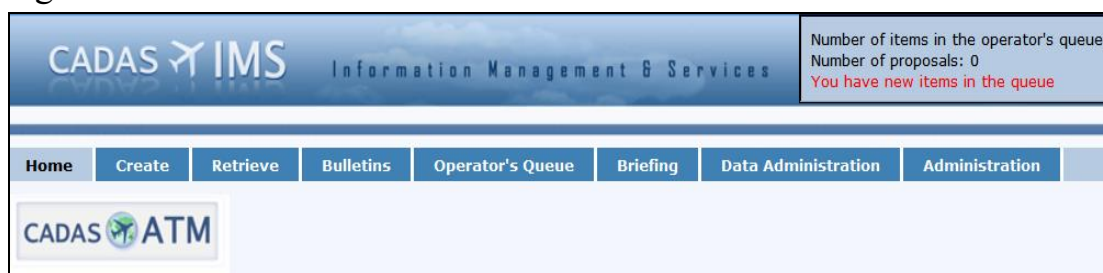 CADAS IMS Information Management & Services
Number of items in the operator's queue
Number of proposals: 0
You have new items in the queue
Home Create Retrieve Bulletins Operator's Queue Briefing Data Administration Administration
CADAS ATM